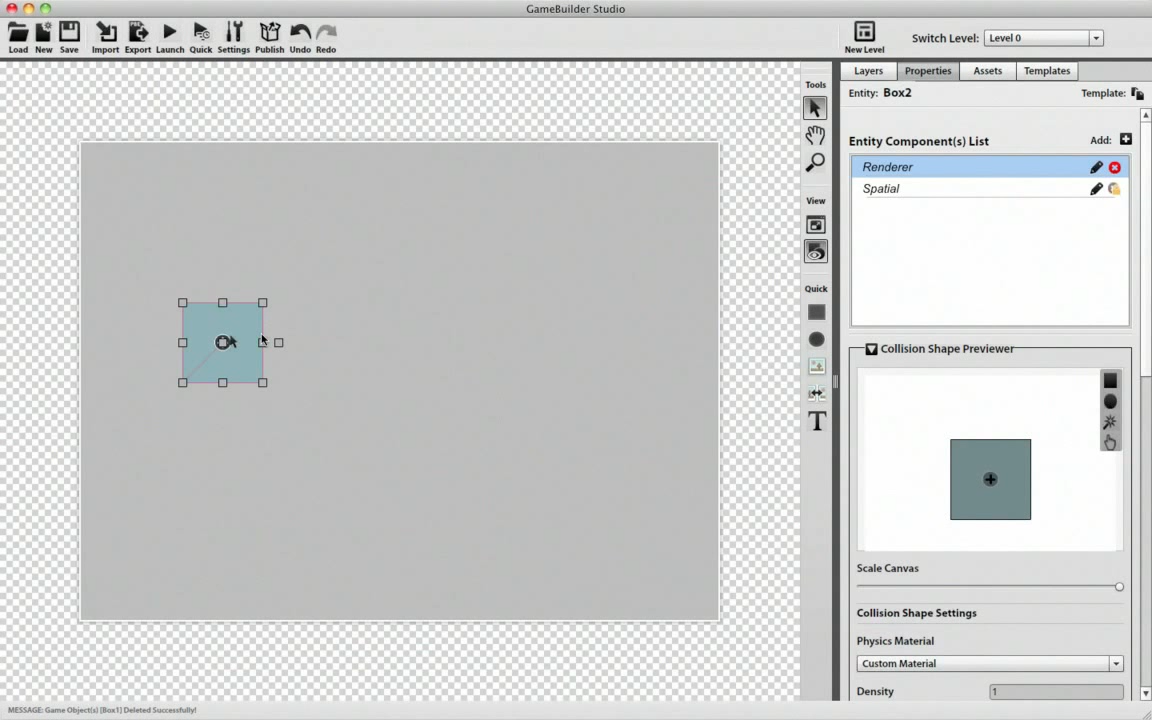 GameBuilder Studio
Load New Save Import Export Launch Quick Settings Publish Undo Redo
New Level
Switch Level: Level 0
Layers Properties Assets Templates
Entity: Box2 Template:
Entity Component(s) List Add:
Renderer
Spatial
Tools
View
Quick
T
Collision Shape Previewer
Scale Canvas
Collision Shape Settings
Physics Material
Custom Material
Density 1
MESSAGE: Game Object(s) [Box1] Deleted Successfully!